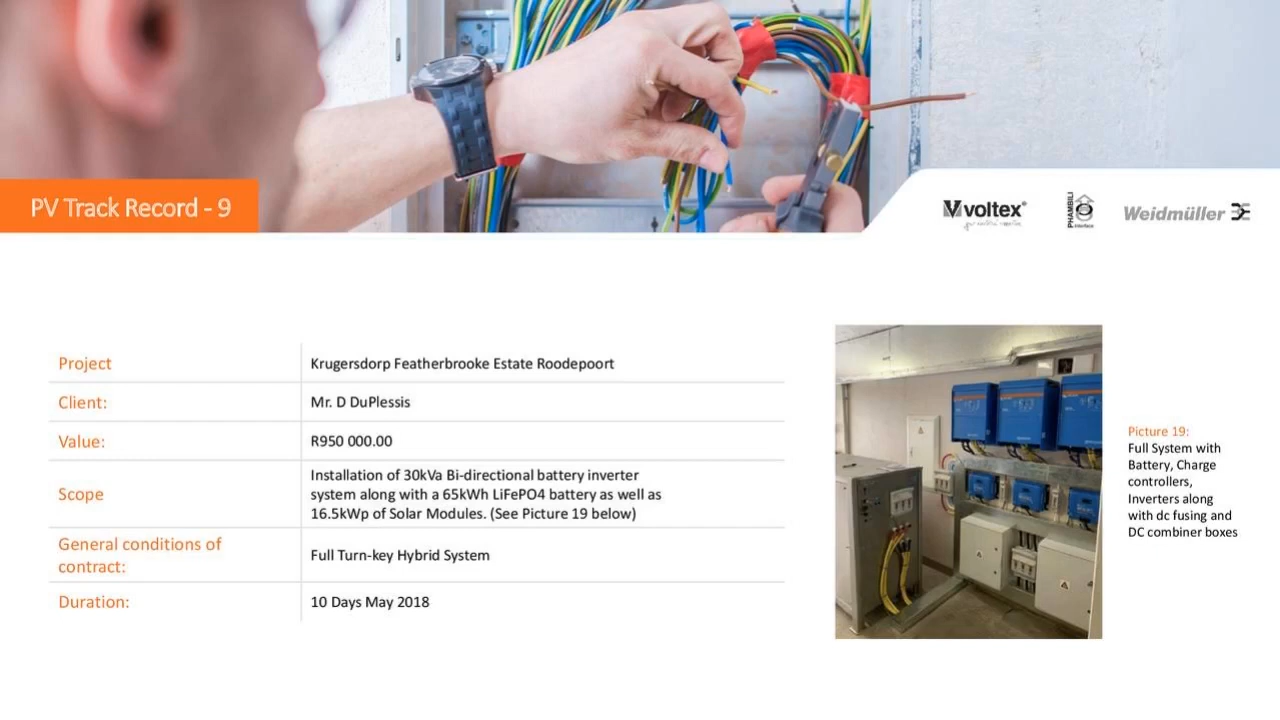 PV Track Record - 9
voltex®
PHAMBILI
interface
Weidmüller
Project
Krugersdorp Featherbrooke Estate Roodepoort
Client:
Mr. D DuPlessis
Value:
R950 000.00
Scope
Installation of 30kVa Bi-directional battery inverter
system along with a 65kWh LiFePO4 battery as well as
16.5kWp of Solar Modules. (See Picture 19 below)
General conditions of
contract:
Full Turn-key Hybrid System
Duration:
10 Days May 2018
Picture 19:
Full System with
Battery, Charge
controllers,
Inverters along
with dc fusing and
DC combiner boxes